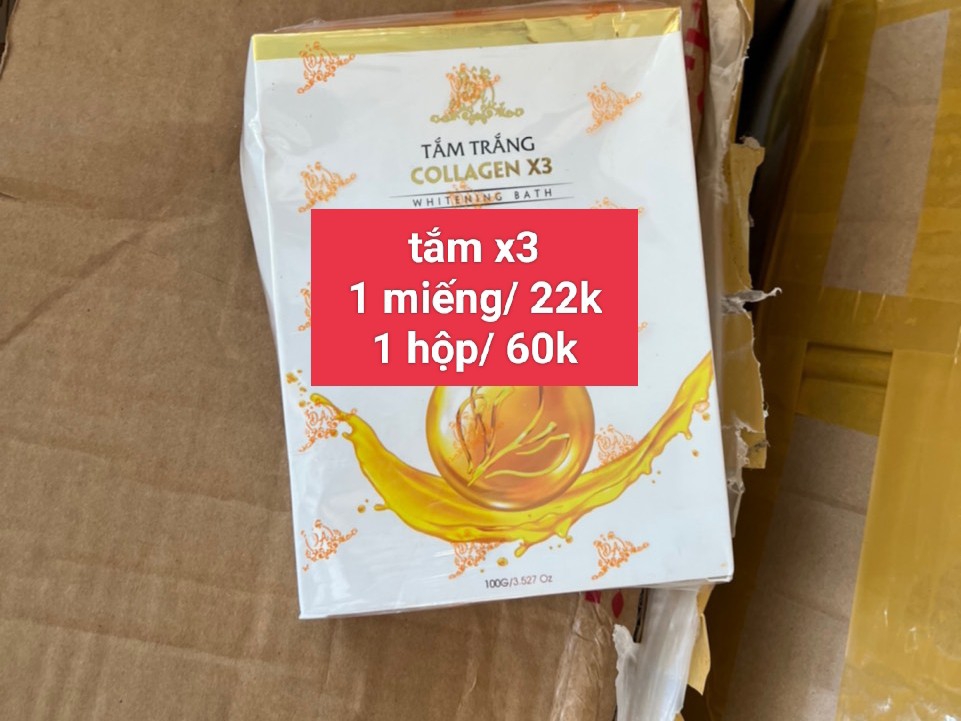 TẮM TRẮNG
COLLAGEN X3
WHITENING BATH
tắm x3
1 miếng/ 22k
1 hộp/ 60k
100G/3.527 Oz